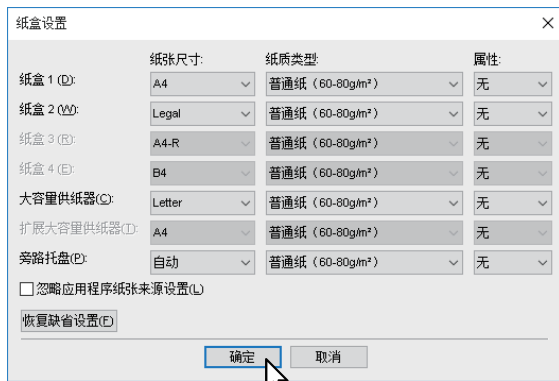 纸盒设置
纸张尺寸: 纸质类型: 属性:
纸盒 1 (D): A4 普通纸（60-80g/m²） 无
纸盒 2 (W): Legal 普通纸（60-80g/m²） 无
纸盒 3 (R): A4-R 普通纸（60-80g/m²） 无
纸盒 4 (E): B4 普通纸（60-80g/m²） 无
大容量供纸器(C): Letter 普通纸（60-80g/m²） 无
扩展大容量供纸器(T): A4 普通纸（60-80g/m²） 无
旁路托盘(P): 自动 普通纸（60-80g/m²） 无
忽略应用程序纸张来源设置(L)
恢复缺省设置(F)
确定 取消